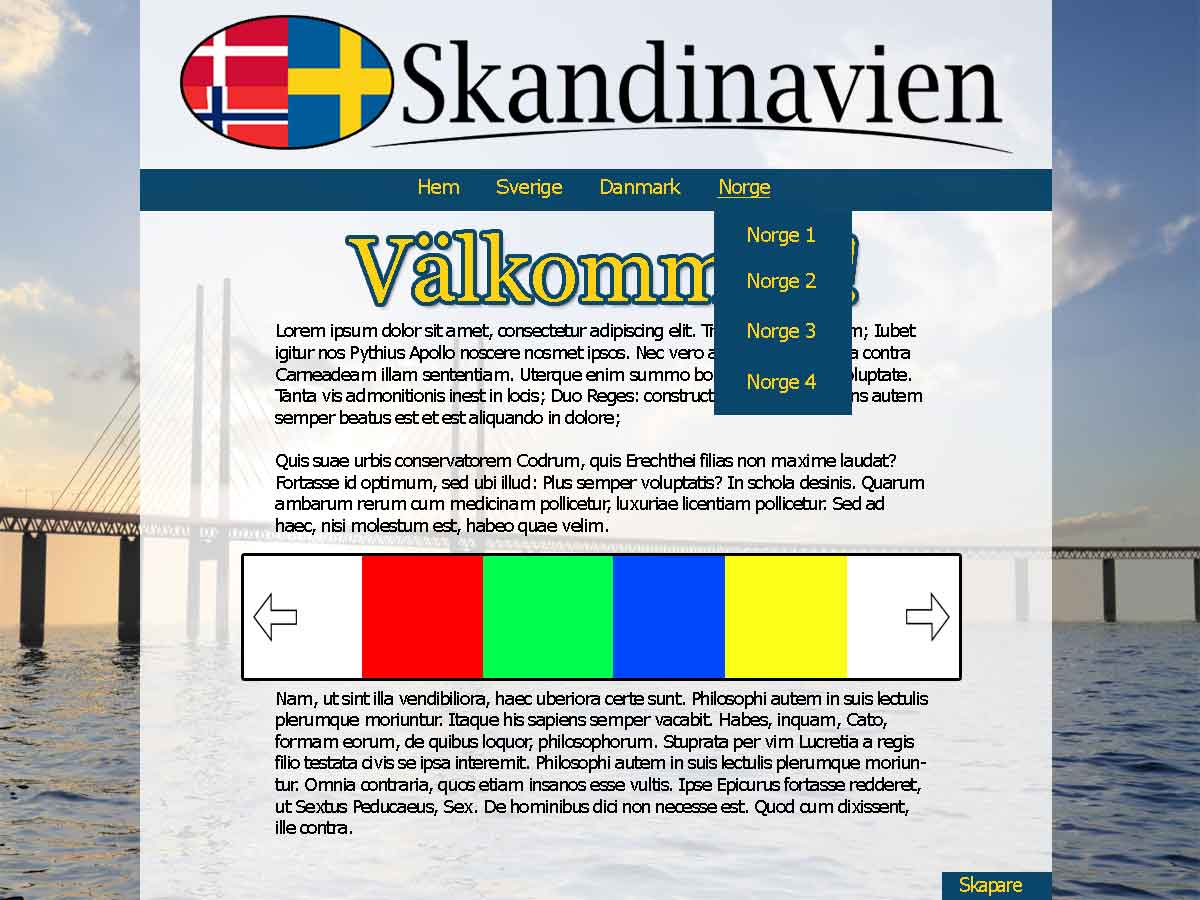 Skandinavien
Hem Sverige Danmark Norge
Norge 1
Norge 2
Norge 3
Norge 4
Välkomm !
Lorem ipsum dolor sit amet, consectetur adipiscing elit. ; Iubet
igitur nos Pythius Apollo noscere nosmet ipsos. Nec vero contra
Carneadeam illam sententiam. Uterque enim summo
Tanta vis admonitionis inest in locis; Duo Reges: autem
semper beatus est et est aliquando in dolore;
Quis suae urbis conservatorem Codrum, quis Erechthei filias non maxime laudat?
Fortasse id optimum, sed ubi illud: Plus semper voluptatis? In schola desinis. Quarum
ambarum rerum cum medicinam pollicetur, luxuriae licentiam pollicetur. Sed ad
haec, nisi molestum est, habeo quae velim.
Nam, ut sint illa vendibiliora, haec uberiora certe sunt. Philosophi autem in suis lectulis
plerumque moriuntur. Itaque his sapiens semper vacabit. Habes, inquam, Cato,
formam eorum, de quibus loquor, philosophorum. Stuprata per vim Lucretia a regis
filio testata civis se ipsa interemit. Philosophi autem in suis lectulis plerumque moriun-
tur. Omnia contraria, quos etiam insanos esse vultis. Ipse Epicurus fortasse redderet,
ut Sextus Peducaeus, Sex. De hominibus dici non necesse est. Quod cum dixissent,
ille contra.
Skapare